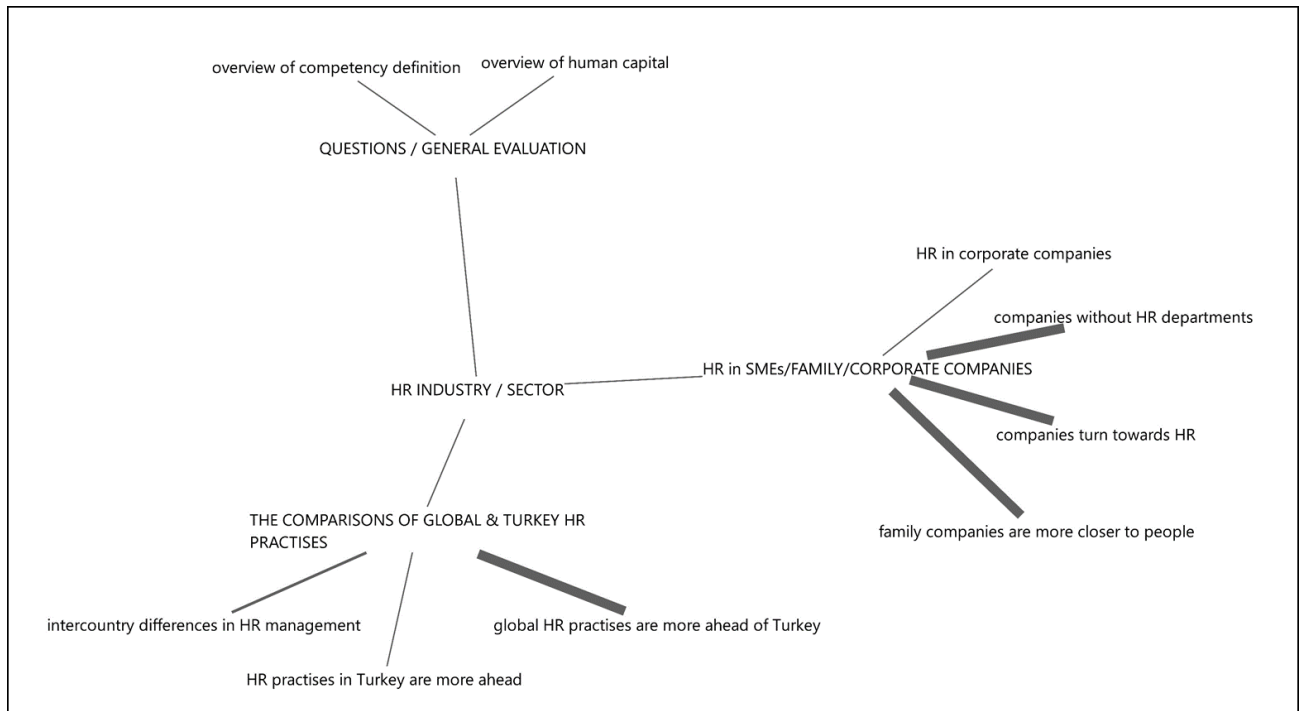 overview of competency definition
overview of human capital
QUESTIONS / GENERAL EVALUATION
HR in corporate companies
companies without HR departments
HR in SMEs/FAMILY/CORPORATE COMPANIES
HR INDUSTRY / SECTOR
companies turn towards HR
family companies are more closer to people
THE COMPARISONS OF GLOBAL & TURKEY HR
PRACTISES
intercountry differences in HR management
global HR practises are more ahead of Turkey
HR practises in Turkey are more ahead